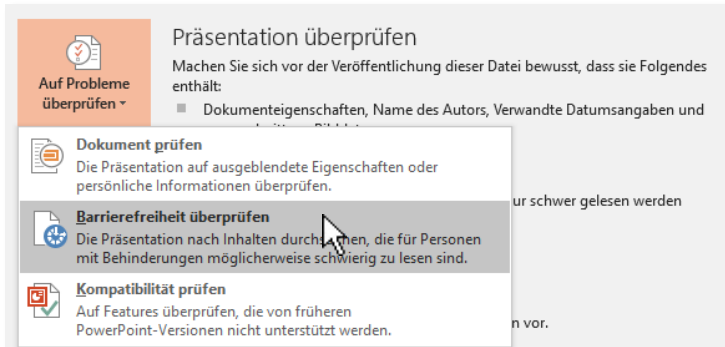 Präsentation überprüfen
Auf Probleme
überprüfen
Machen Sie sich vor der Veröffentlichung dieser Datei bewusst, dass sie Folgendes
enthält:
Dokumenteigenschaften, Name des Autors, Verwandte Datumsangaben und
Dokument prüfen
Die Präsentation auf ausgeblendete Eigenschaften oder
persönliche Informationen überprüfen.
ur schwer gelesen werden
Barrierefreiheit überprüfen
Die Präsentation nach Inhalten durchsuchen, die für Personen
mit Behinderungen möglicherweise schwierig zu lesen sind.
Kompatibilität prüfen
Auf Features überprüfen, die von früheren
PowerPoint-Versionen nicht unterstützt werden.
n vor.